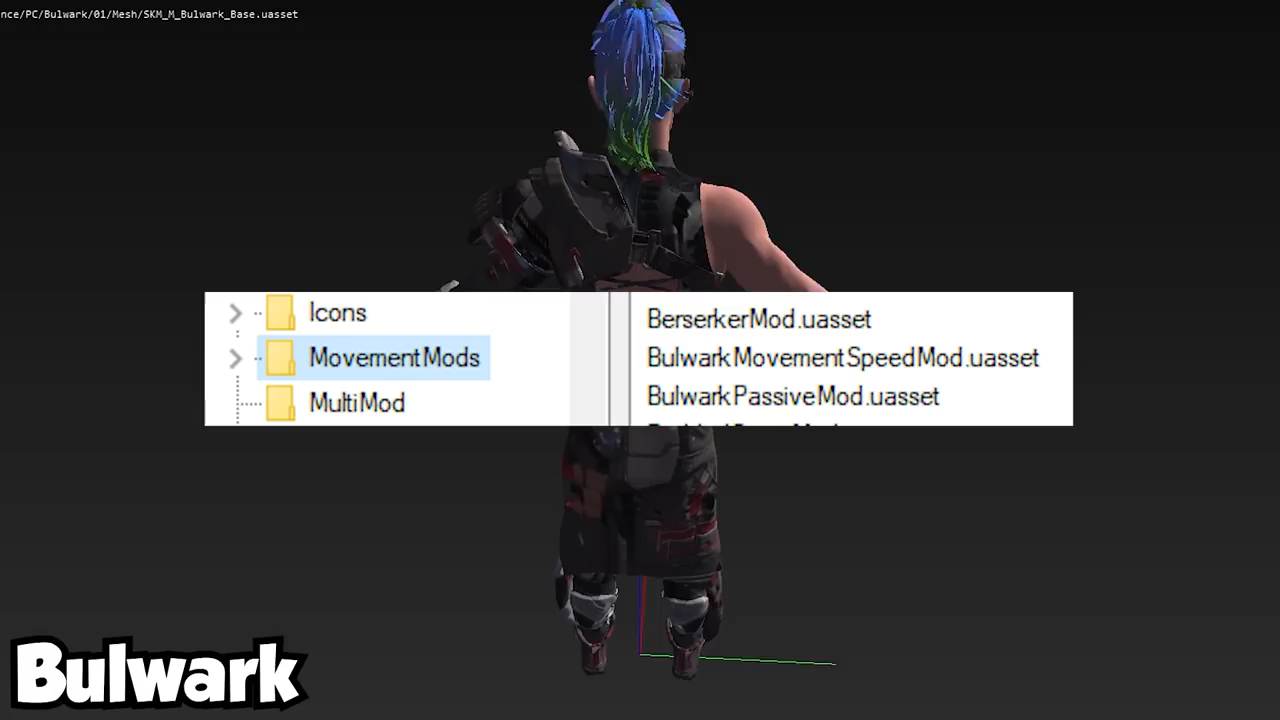 nce/PC/Bulwark/01/Mesh/SKM_M_Bulwark_Base.uasset
Icons
MovementMods
MultiMod
BerserkerMod.uasset
BulwarkMovementSpeedMod.uasset
BulwarkPassiveMod.uasset
Bulwark